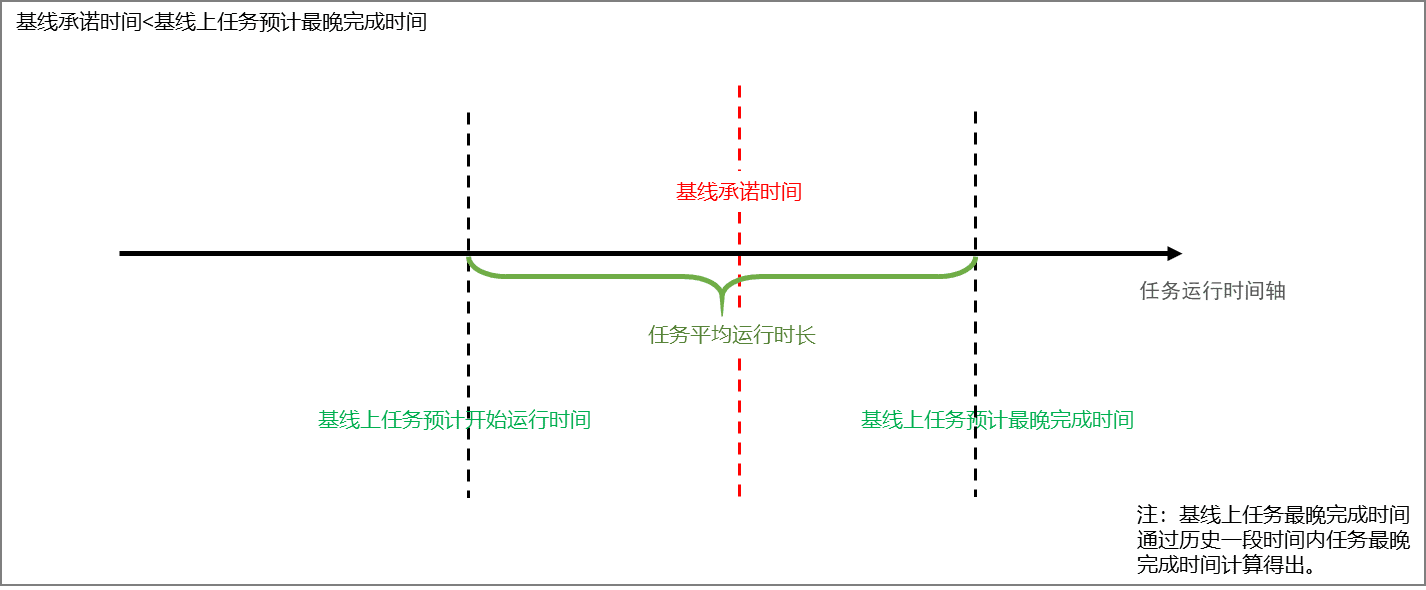 基线承诺时间<基线上任务预计最晚完成时间
基线承诺时间
任务运行时间轴
任务平均运行时长
基线上任务预计开始运行时间
基线上任务预计最晚完成时间
注：基线上任务最晚完成时间
通过历史一段时间内任务最晚
完成时间计算得出。